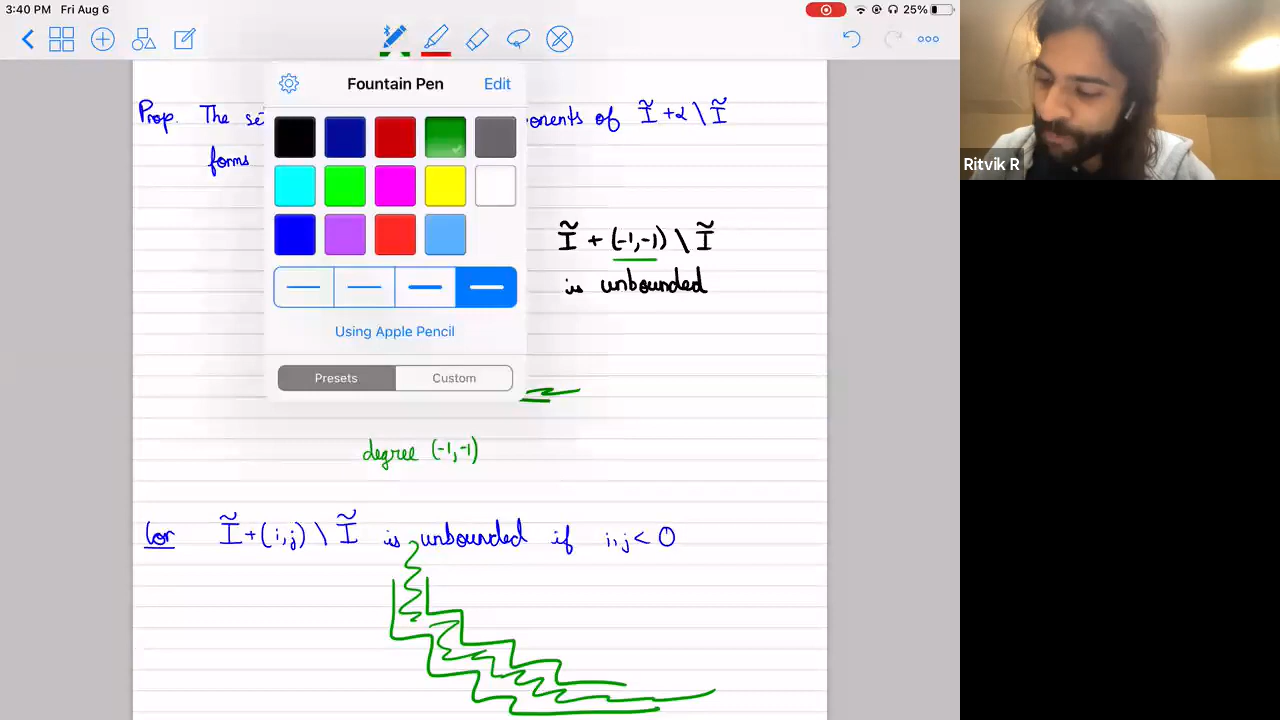 3:40 PM Fri Aug 6 25%
Fountain Pen Edit
Prop. The se onents of Ĩ+α \ Ĩ
forms
Ĩ + (-1,-1) \ Ĩ
is unbounded
Using Apple Pencil
Presets Custom
degree (-1,-1)
Cor Ĩ+(i,j) \ Ĩ is unbounded if i,j < 0
Ritvik R